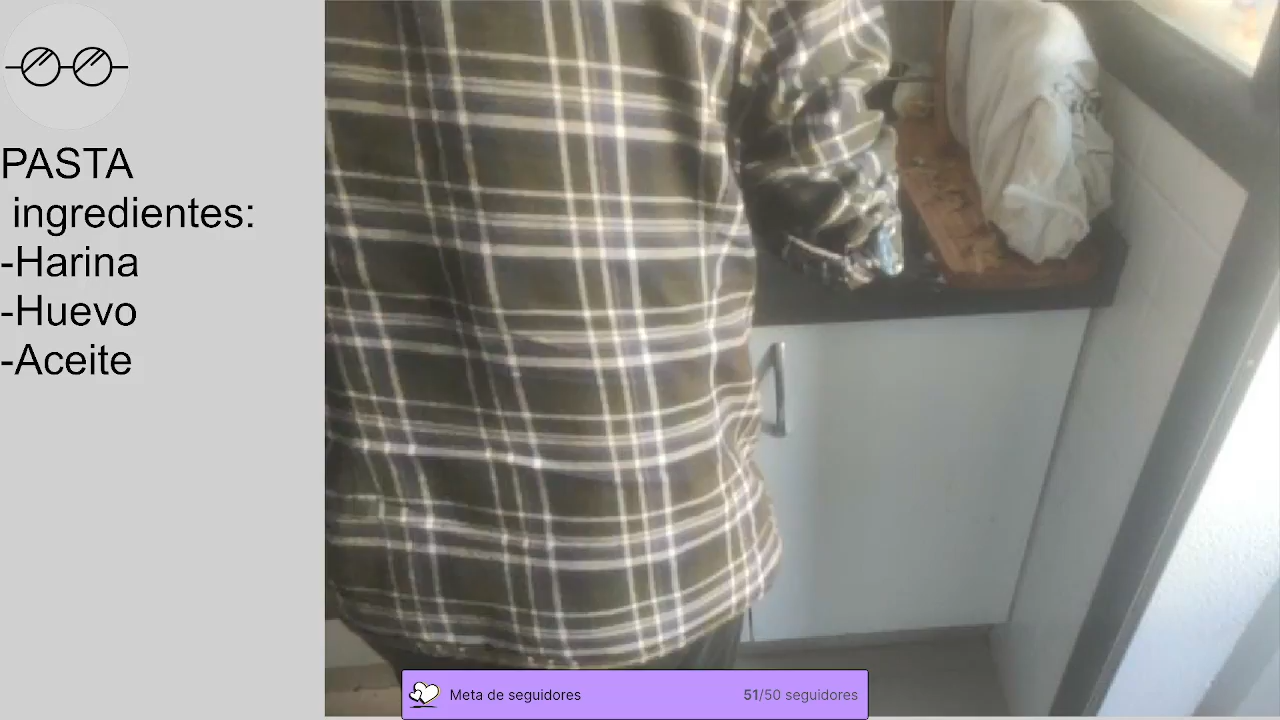 PASTA
ingredientes:
-Harina
-Huevo
-Aceite
Meta de seguidores
51/50 seguidores